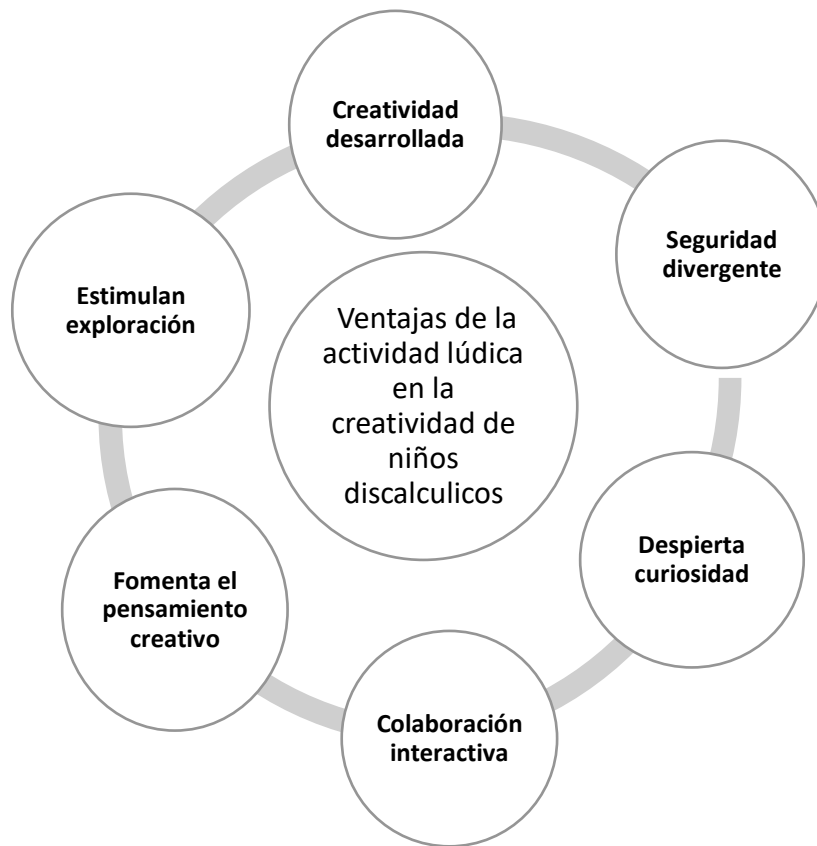 Creatividad
desarrollada
Seguridad
divergente
Despierta
curiosidad
Colaboración
interactiva
Fomenta el
pensamiento
creativo
Estimulan
exploración
Ventajas de la
actividad lúdica
en la
creatividad de
niños
discalculicos